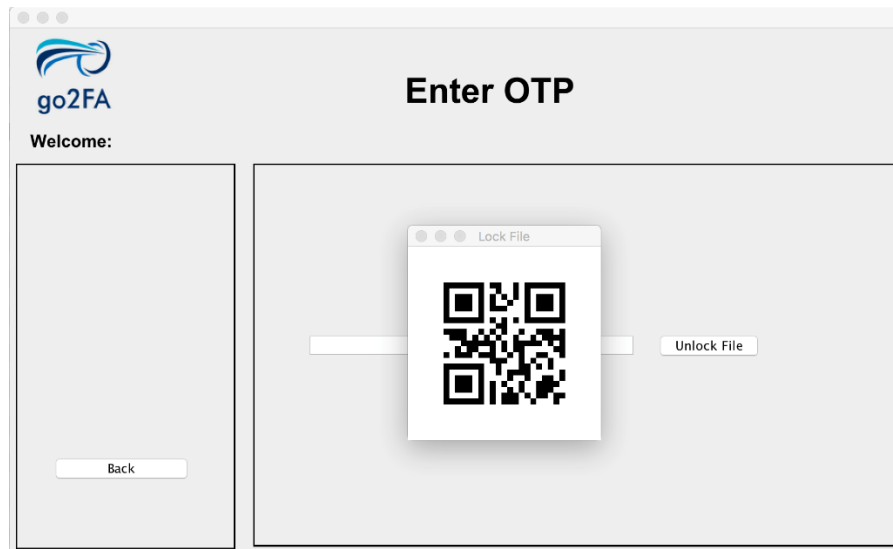 go2FA
Enter OTP
Welcome:
Lock File
Unlock File
Back